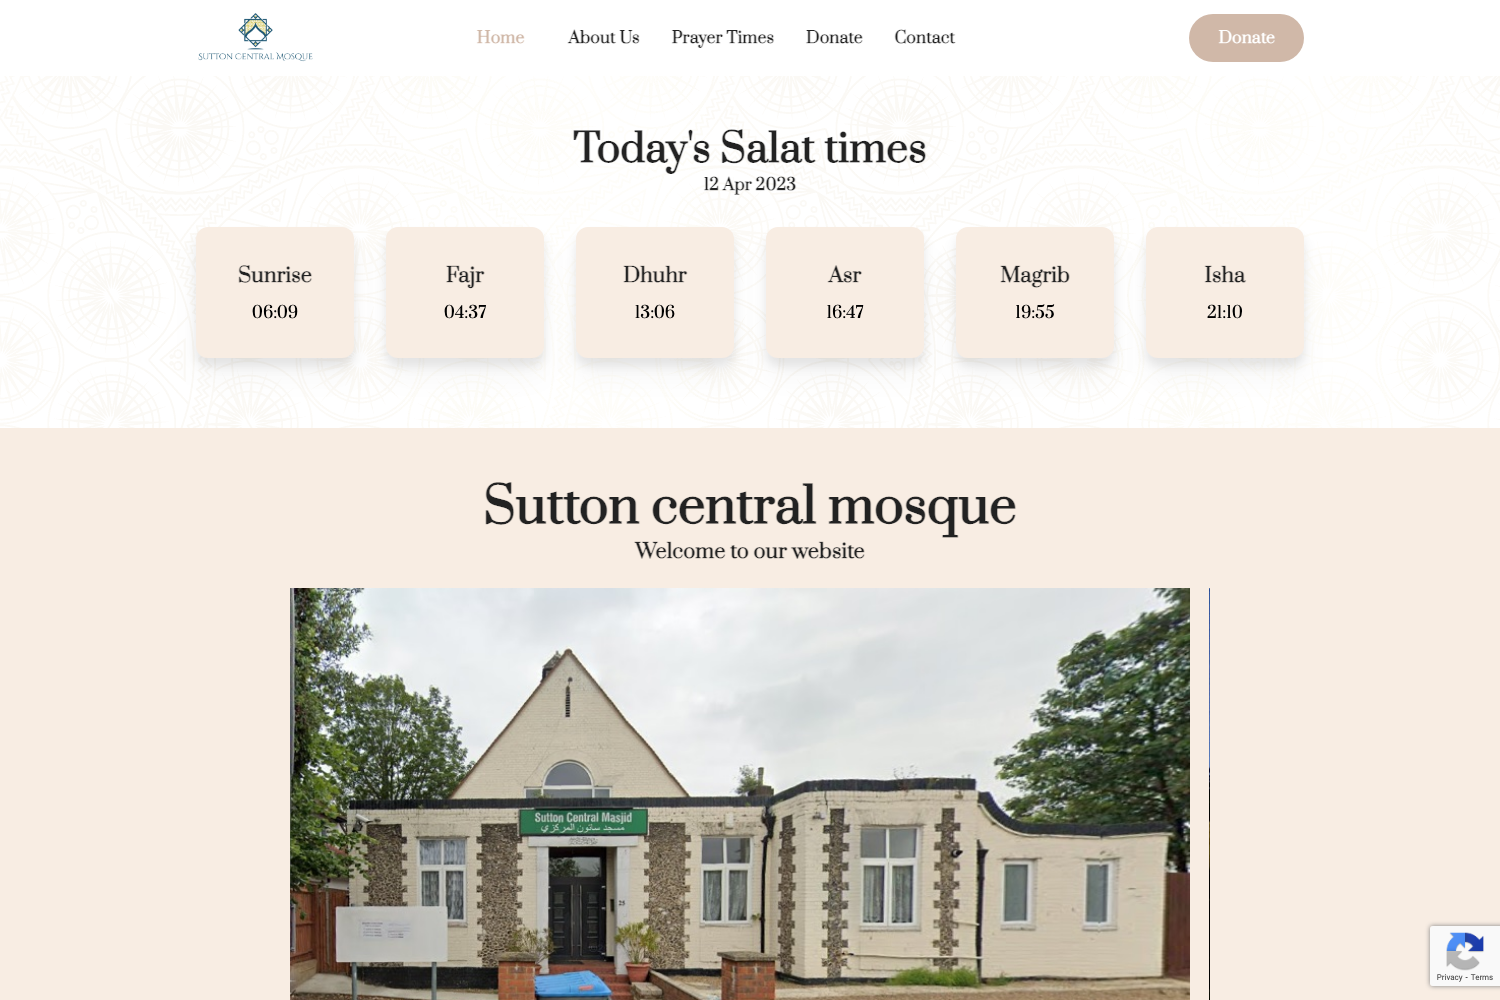 SUTTON CENTRAL MOSQUE
Home
About Us
Prayer Times
Donate
Contact
Donate
Today's Salat times
12 Apr 2023
Sunrise
06:09
Fajr
04:37
Dhuhr
13:06
Asr
16:47
Magrib
19:55
Isha
21:10
Sutton central mosque
Welcome to our website
Sutton Central Masjid
مسجد ساتون المركزي
25
Privacy - Terms